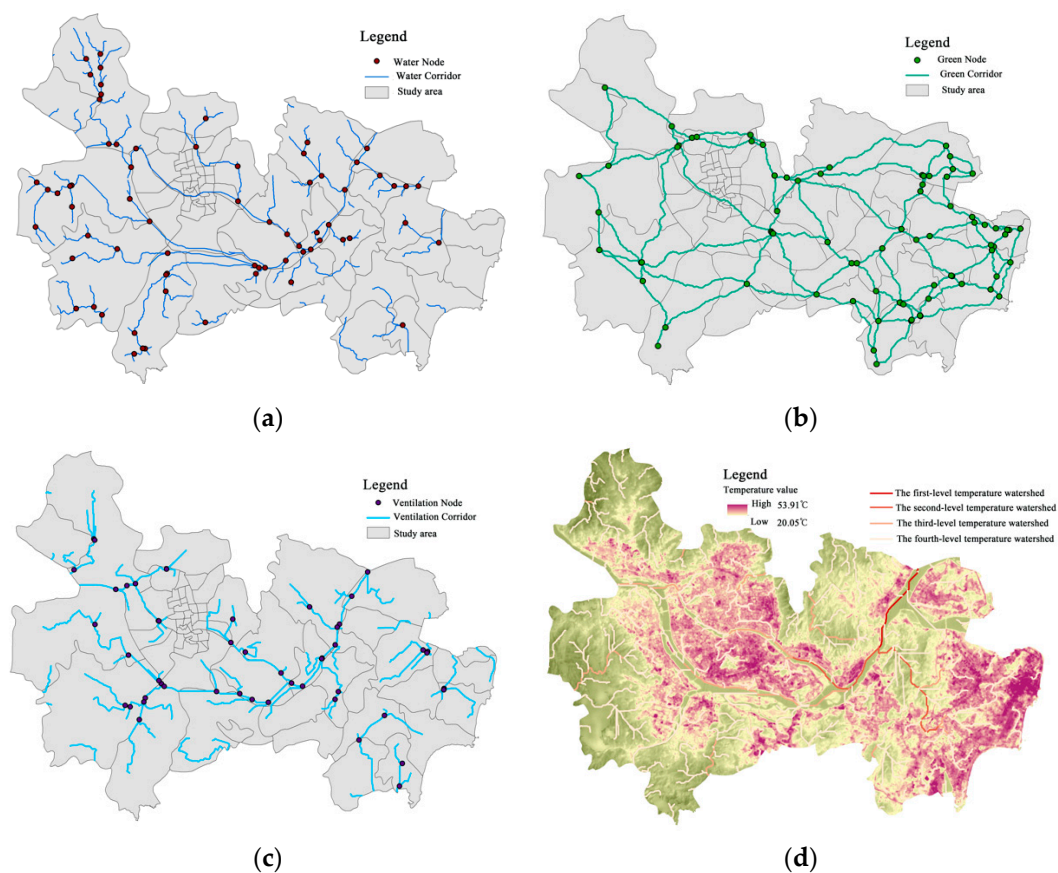 Legend
Water Node
Water Corridor
Study area
(a)
Legend
Green Node
Green Corridor
Study area
(b)
Legend
Ventilation Node
Ventilation Corridor
Study area
(c)
Legend
Temperature value
High 53.91℃
Low 20.05℃
The first-level temperature watershed
The second-level temperature watershed
The third-level temperature watershed
The fourth-level temperature watershed
(d)